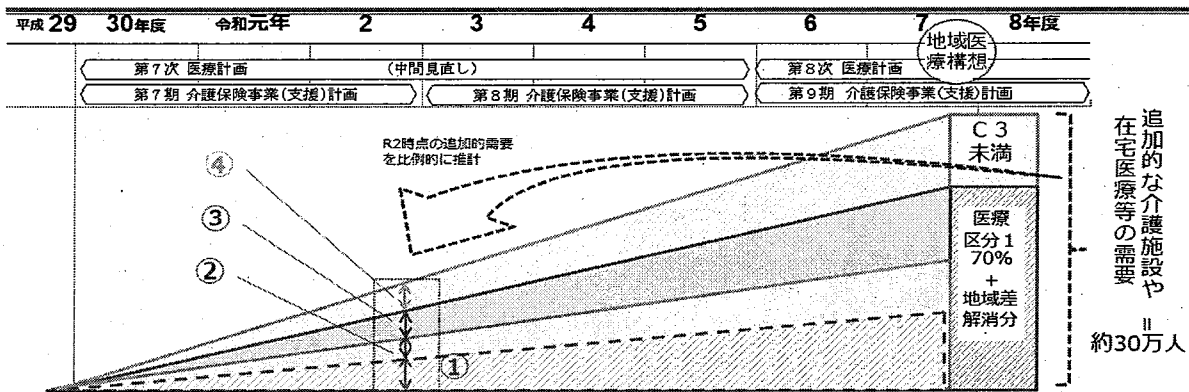 平成 29 30年度 令和元年 2 3 4 5 6 7 8年度
地域医
療構想
第7次 医療計画 (中間見直し) 第8次 医療計画
第7期 介護保険事業(支援)計画 第8期 介護保険事業(支援)計画 第9期 介護保険事業(支援)計画
R2時点の追加的需要
を比例的に推計
④
③
②
①
C3
未満
医療
区分1
70%
+
地域差
解消分
追加的な介護施設や
在宅医療等の需要
=
約30万人